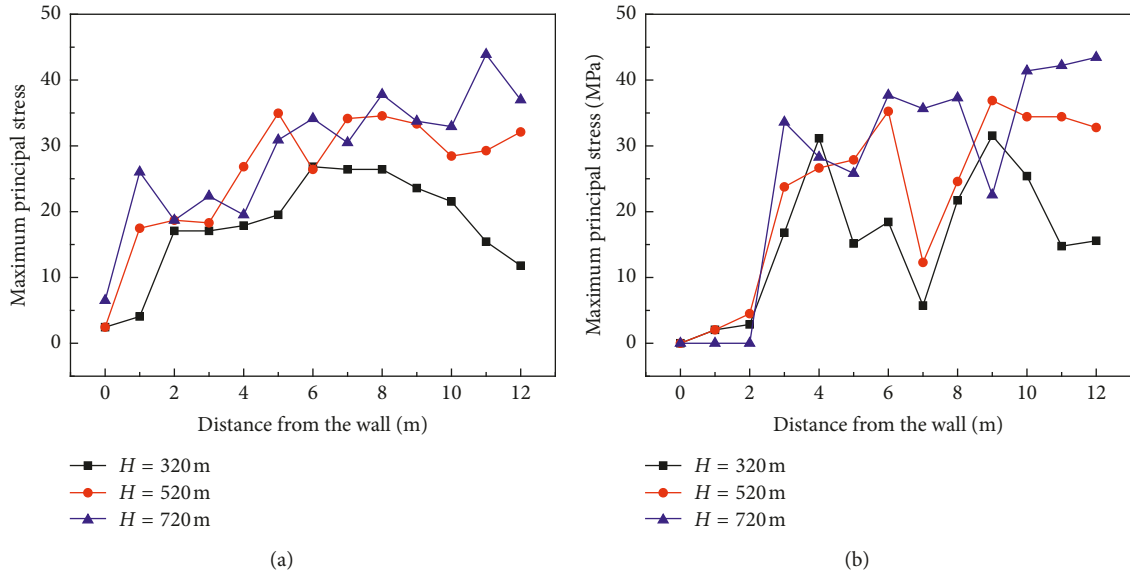 Maximum principal stress
50
40
30
20
10
0
0 2 4 6 8 10 12
Distance from the wall (m)
H = 320 m
H = 520 m
H = 720 m
(a)
Maximum principal stress (MPa)
50
40
30
20
10
0
0 2 4 6 8 10 12
Distance from the wall (m)
H = 320 m
H = 520 m
H = 720 m
(b)